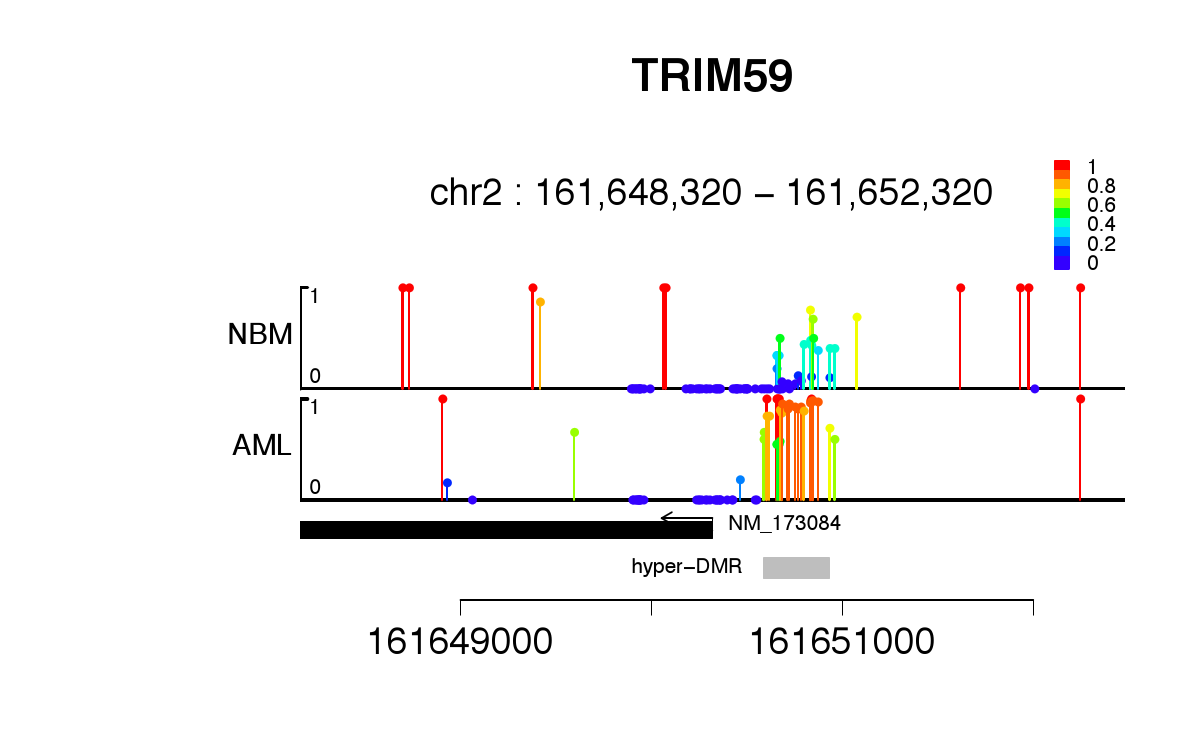 TRIM59
chr2 : 161,648,320 − 161,652,320
1
0.8
0.6
0.4
0.2
0
NBM
1
0
AML
1
0
NM_173084
hyper−DMR
161649000
161651000